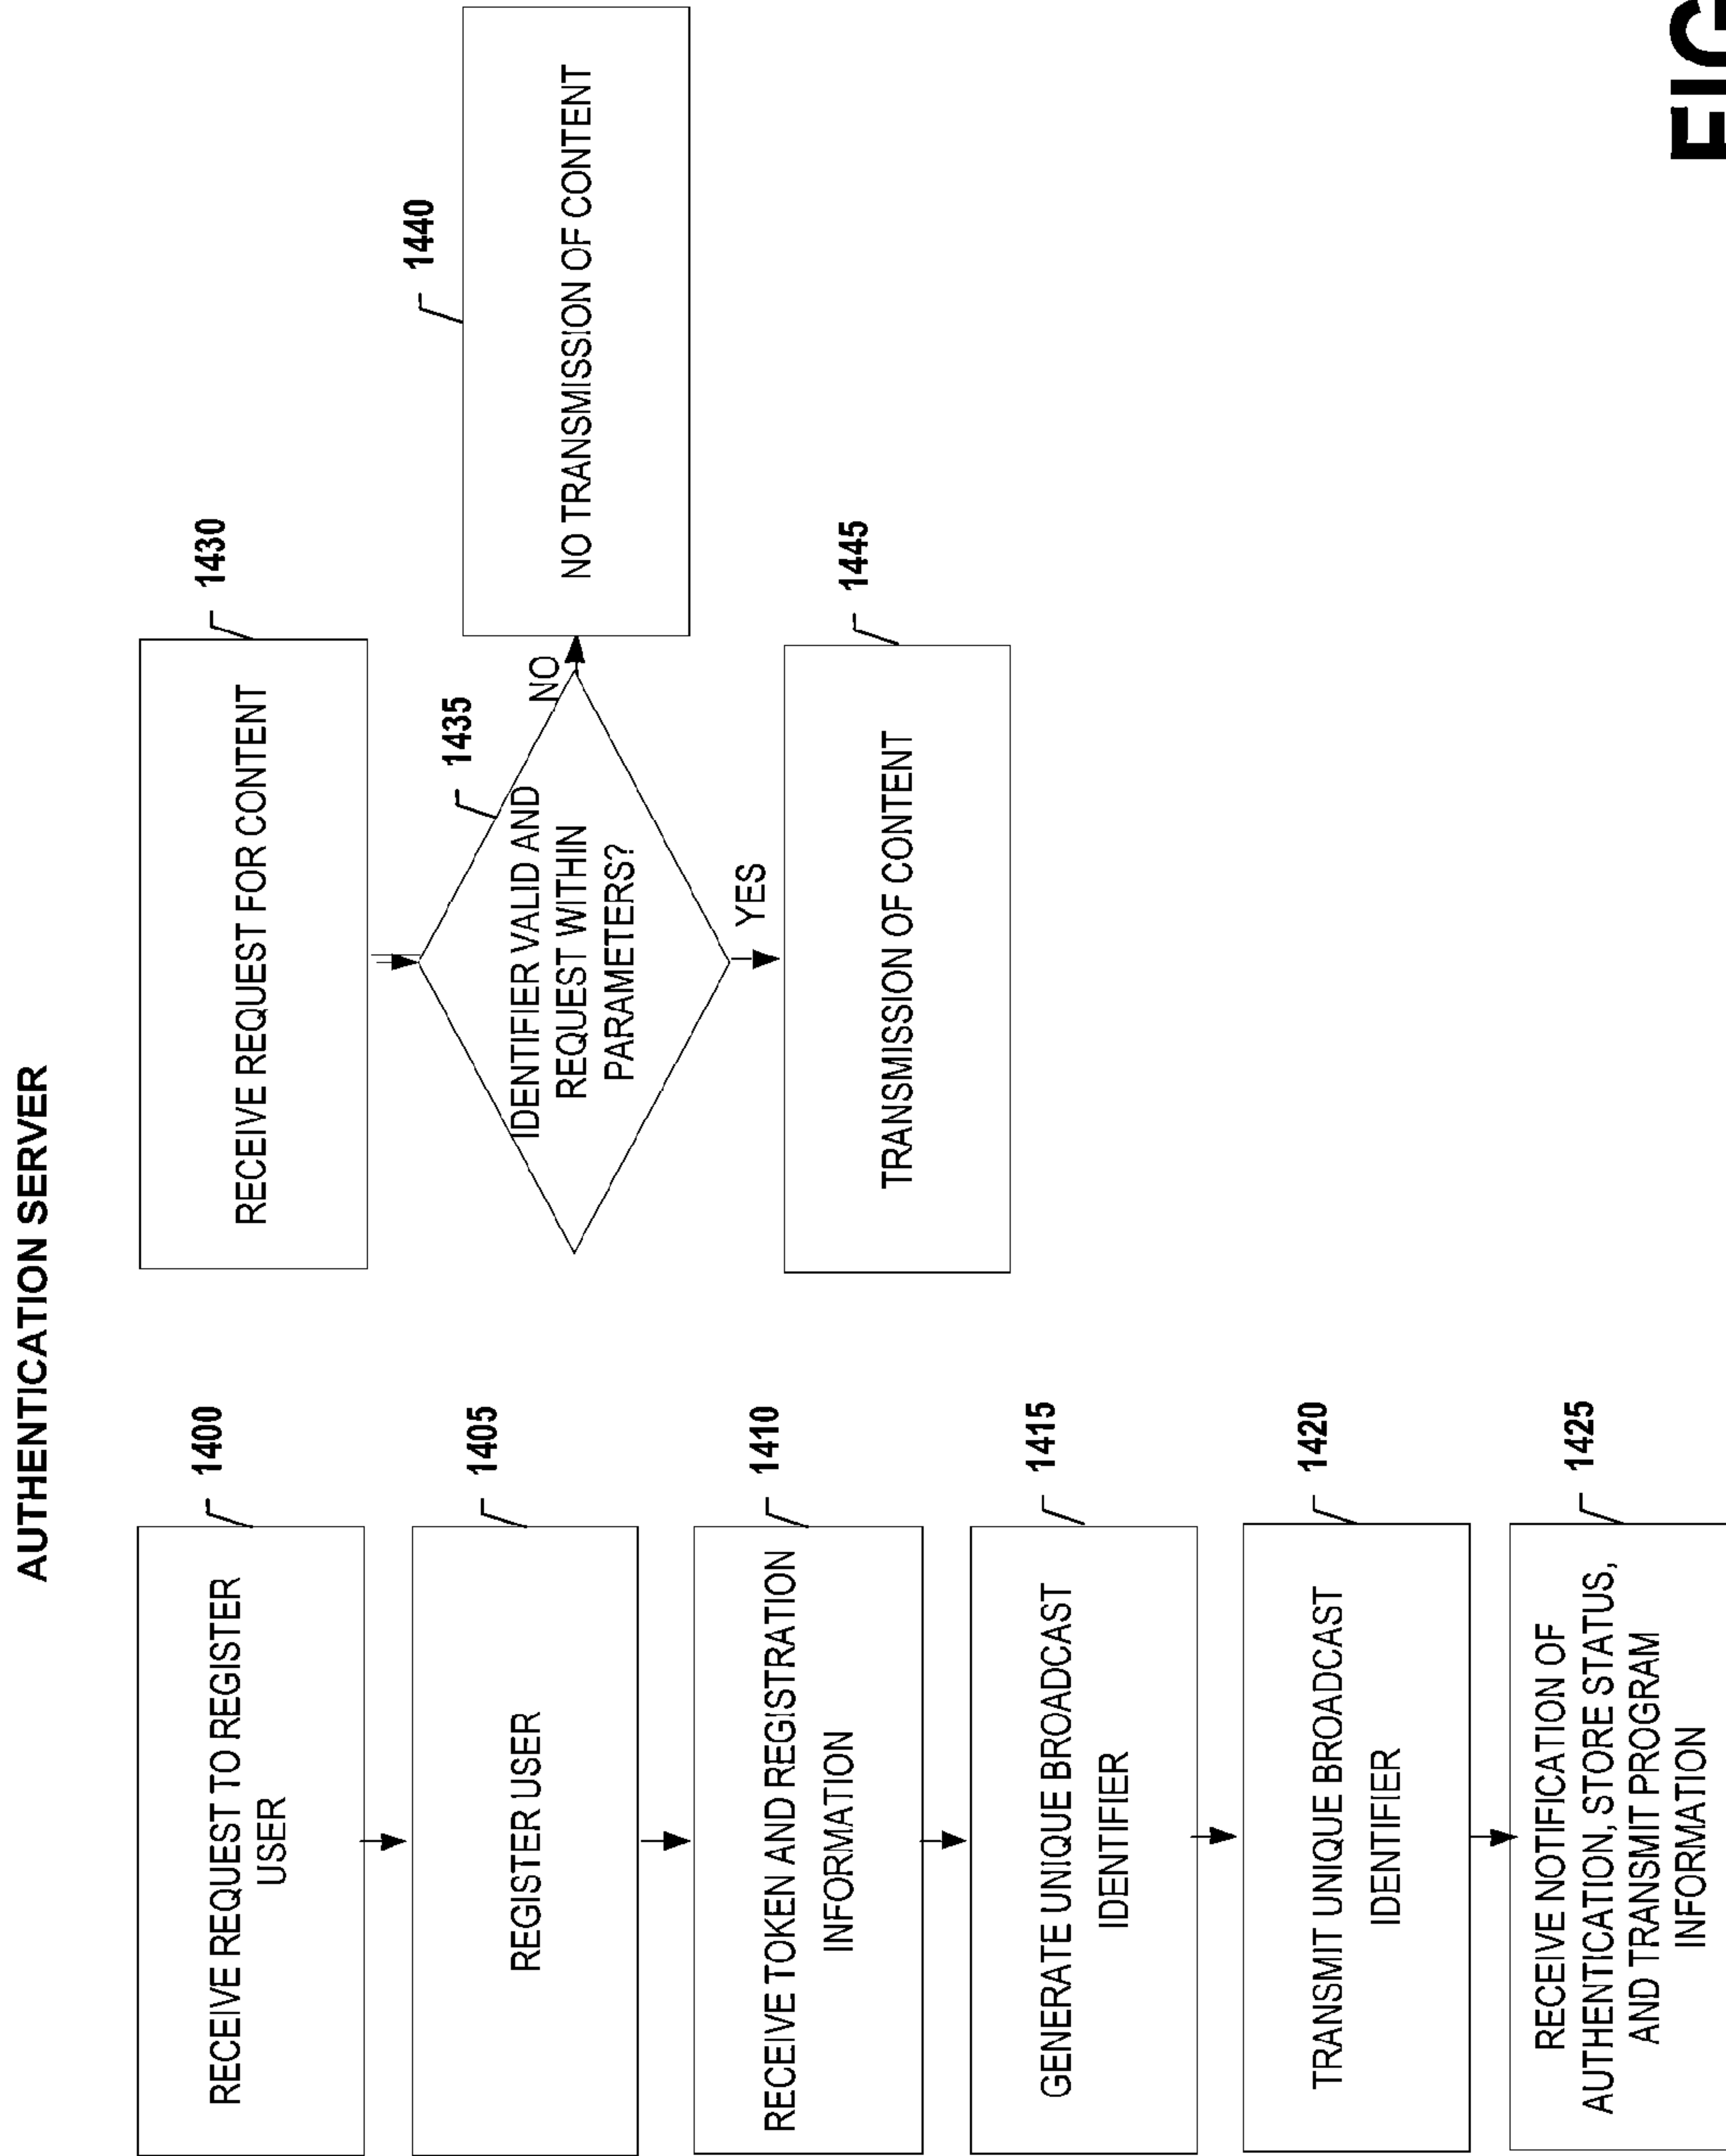 AUTHENTICATION SERVER
1400
RECEIVE REQUEST TO REGISTER
USER
1405
REGISTER USER
1410
RECEIVE TOKEN AND REGISTRATION
INFORMATION
1415
GENERATE UNIQUE BROADCAST
IDENTIFIER
1420
TRANSMIT UNIQUE BROADCAST
IDENTIFIER
1425
RECEIVE NOTIFICATION OF
AUTHENTICATION, STORE STATUS,
AND TRANSMIT PROGRAM
INFORMATION
1430
RECEIVE REQUEST FOR CONTENT
1435
IDENTIFIER VALID AND
REQUEST WITHIN
PARAMETERS?
NO
1440
NO TRANSMISSION OF CONTENT
YES
1445
TRANSMISSION OF CONTENT